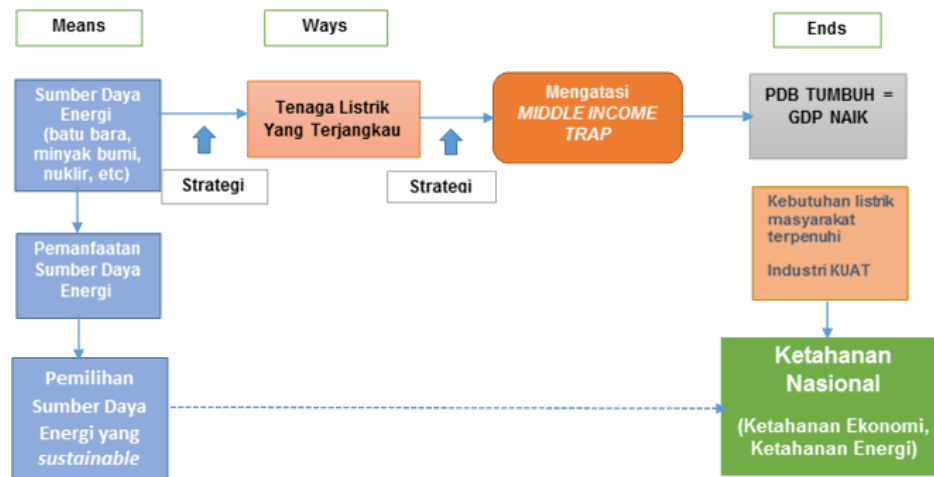 Means
Ways
Ends
Sumber Daya
Energi
(batu bara,
minyak bumi,
nuklir, etc)
Tenaga Listrik
Yang Terjangkau
Mengatasi
MIDDLE INCOME
TRAP
PDB TUMBUH =
GDP NAIK
Strategi
Strategi
Pemanfaatan
Sumber Daya
Energi
Kebutuhan listrik
masyarakat
terpenuhi
Industri KUAT
Pemilihan
Sumber Daya
Energi yang
sustainable
Ketahanan
Nasional
(Ketahanan Ekonomi,
Ketahanan Energi)